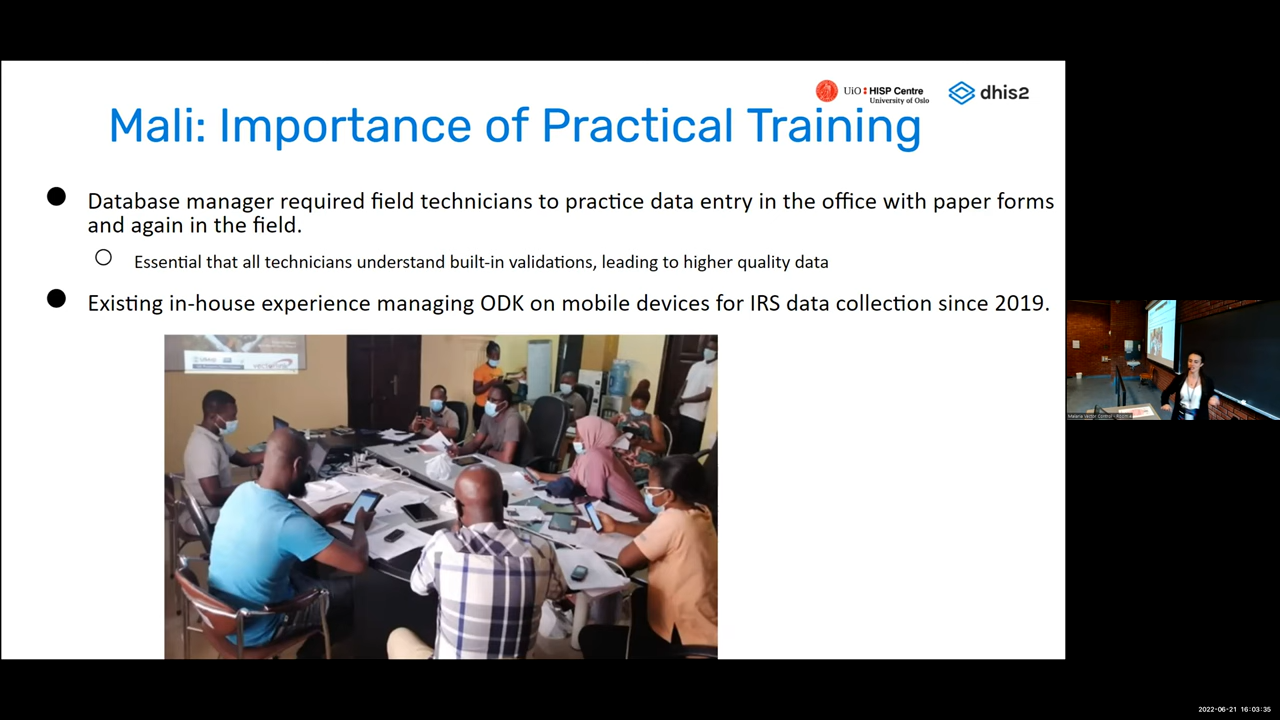 UiO HISP Centre
University of Oslo
dhis2
Mali: Importance of Practical Training
Database manager required field technicians to practice data entry in the office with paper forms
and again in the field.
Essential that all technicians understand built-in validations, leading to higher quality data
Existing in-house experience managing ODK on mobile devices for IRS data collection since 2019.
2022-06-21 16:03:35